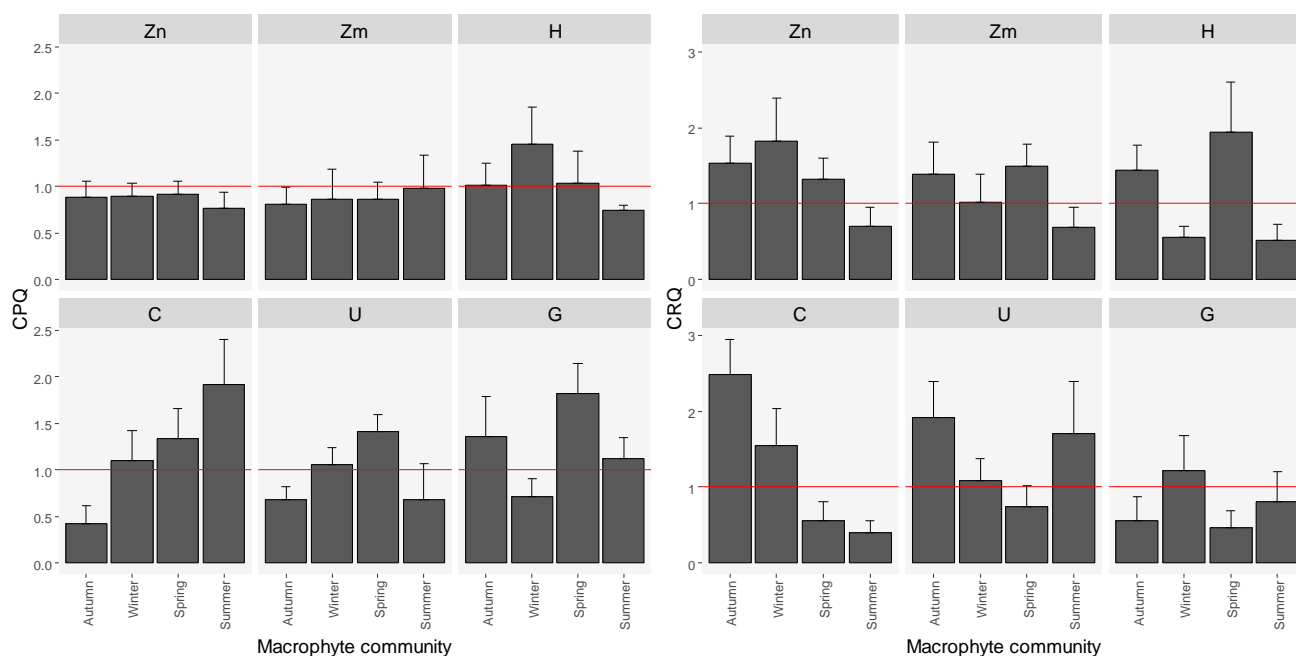 Zn Zm H
2.5
2.0
1.5
1.0
0.5
0.0
C U G
2.5
2.0
1.5
1.0
0.5
0.0
CPQ
Autumn Winter Spring Summer Autumn Winter Spring Summer Autumn Winter Spring Summer
Macrophyte community
Zn Zm H
3
2
1
0
C U G
3
2
1
0
CRQ
Autumn Winter Spring Summer Autumn Winter Spring Summer Autumn Winter Spring Summer
Macrophyte community